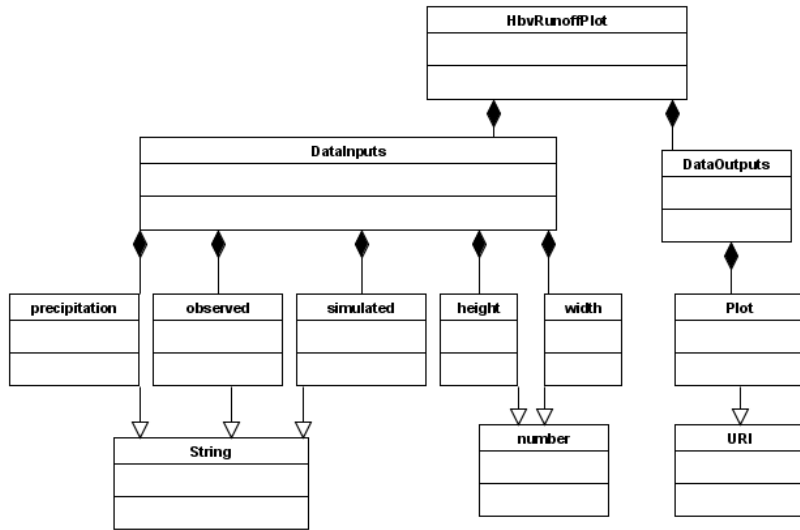 HbvRunoffPlot
DataInputs
DataOutputs
precipitation
observed
simulated
height
width
Plot
String
number
URI